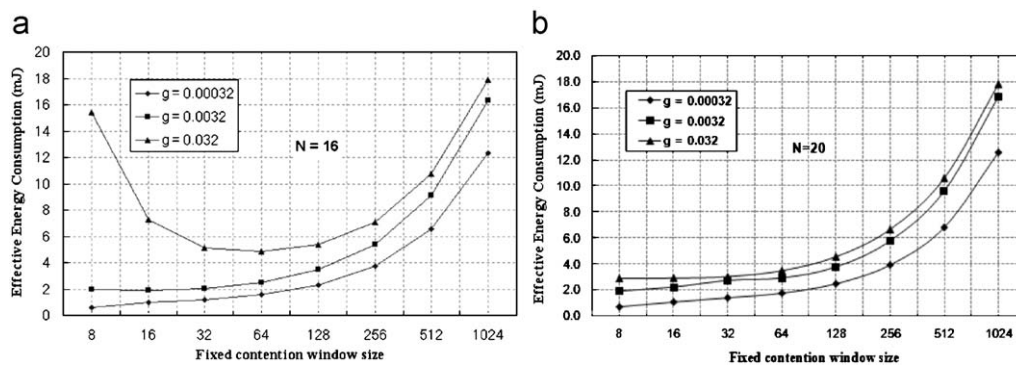 a
Effective Energy Consumption (mJ)
20
18
16
14
12
10
8
6
4
2
0
g = 0.00032
g = 0.0032
g = 0.032
N = 16
8 16 32 64 128 256 512 1024
Fixed contention window size
b
Effective Energy Consumption (mJ)
20.0
18.0
16.0
14.0
12.0
10.0
8.0
6.0
4.0
2.0
0.0
g = 0.00032
g = 0.0032
g = 0.032
N=20
8 16 32 64 128 256 512 1024
Fixed contention window size